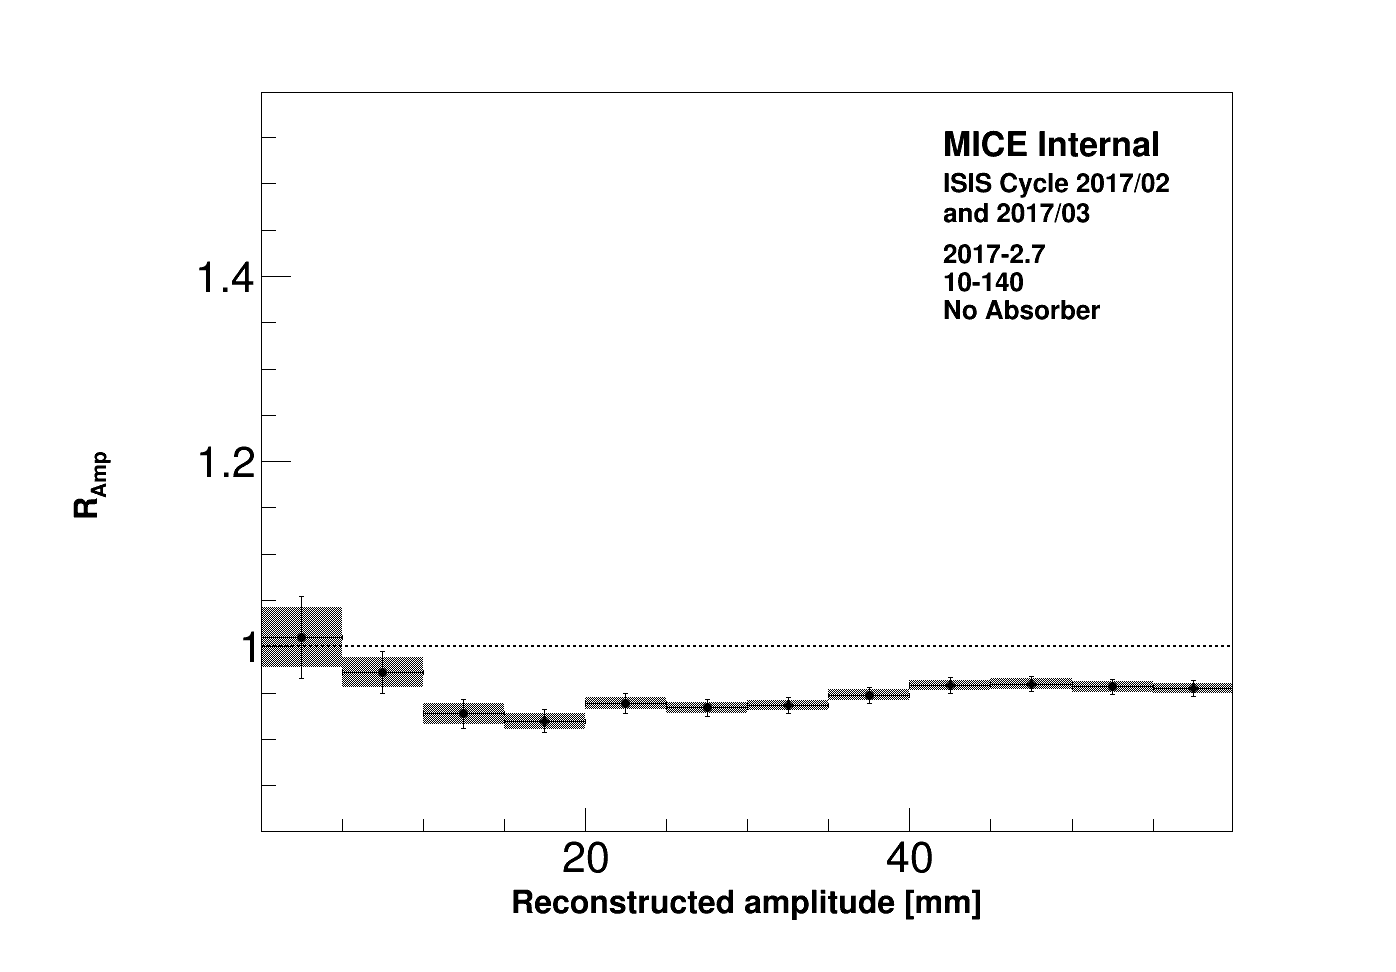 MICE Internal
ISIS Cycle 2017/02
and 2017/03
2017-2.7
10-140
No Absorber
1.4
1.2
1
R_Amp
20
40
Reconstructed amplitude [mm]